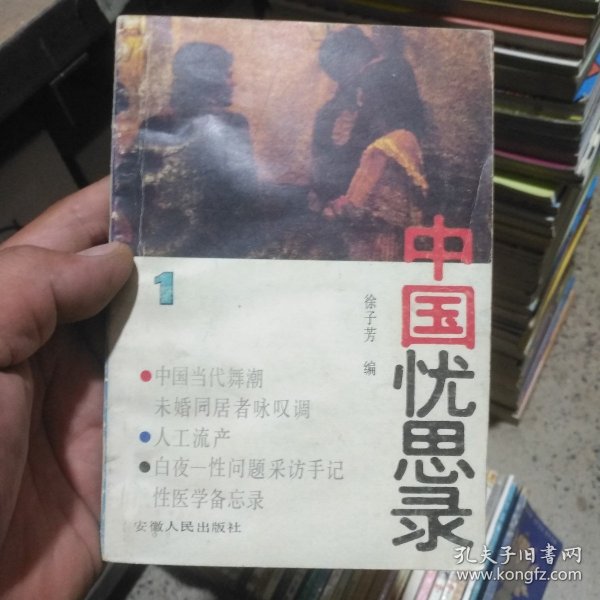 中国忧思录
徐子芳 编
1
•中国当代舞潮
未婚同居者咏叹调
•人工流产
•白夜—性问题采访手记
性医学备忘录
安徽人民出版社
孔夫子旧书网
www.kongfz.com